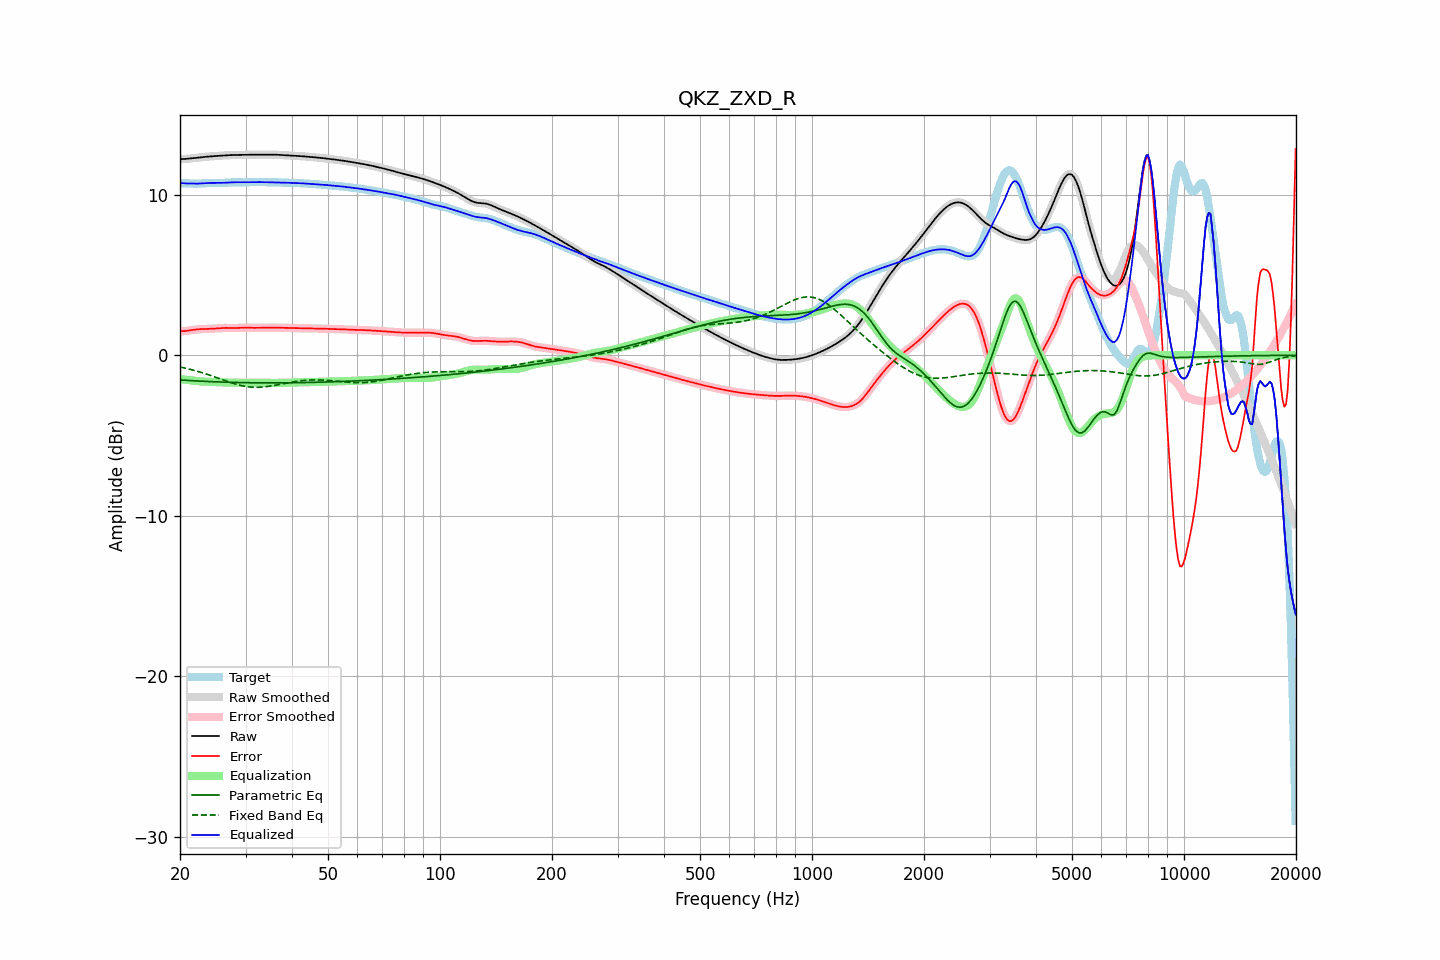 QKZ_ZXD_R
Amplitude (dBr)
10
0
−10
−20
−30
Target
Raw Smoothed
Error Smoothed
Raw
Error
Equalization
Parametric Eq
Fixed Band Eq
Equalized
20 50 100 200 500 1000 2000 5000 10000 20000
Frequency (Hz)